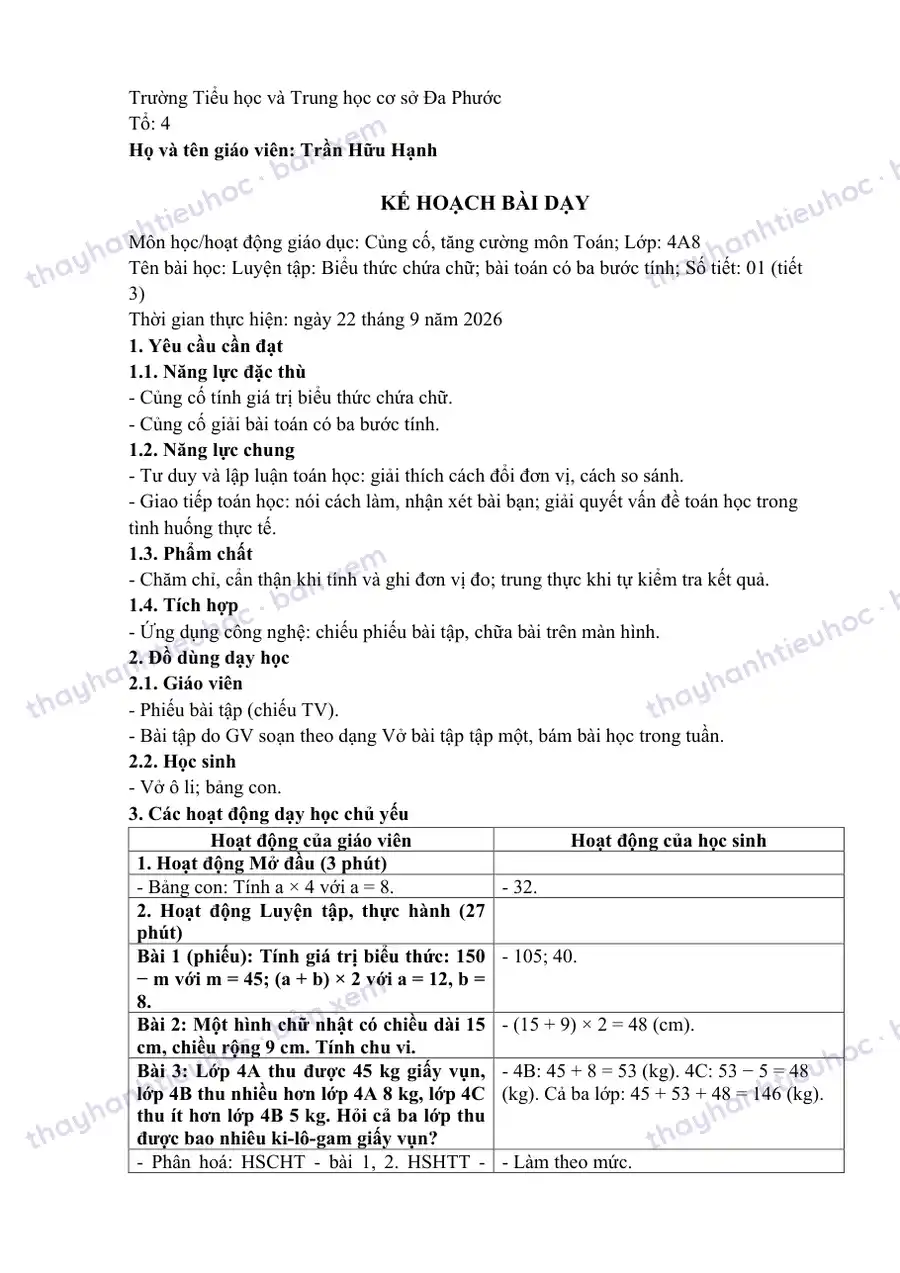 Trường Tiểu học và Trung học cơ sở Đa Phước
Tổ: 4
Họ và tên giáo viên: Trần Hữu Hạnh
KẾ HOẠCH BÀI DẠY
Môn học/hoạt động giáo dục: Củng cố, tăng cường môn Toán; Lớp: 4A8
Tên bài học: Luyện tập: Biểu thức chứa chữ; bài toán có ba bước tính; Số tiết: 01 (tiết
3)
Thời gian thực hiện: ngày 22 tháng 9 năm 2026
1. Yêu cầu cần đạt
1.1. Năng lực đặc thù
- Củng cố tính giá trị biểu thức chứa chữ.
- Củng cố giải bài toán có ba bước tính.
1.2. Năng lực chung
- Tư duy và lập luận toán học: giải thích cách đổi đơn vị, cách so sánh.
- Giao tiếp toán học: nói cách làm, nhận xét bài bạn; giải quyết vấn đề toán học trong
tình huống thực tế.
1.3. Phẩm chất
- Chăm chỉ, cẩn thận khi tính và ghi đơn vị đo; trung thực khi tự kiểm tra kết quả.
1.4. Tích hợp
- Ứng dụng công nghệ: chiếu phiếu bài tập, chữa bài trên màn hình.
2. Đồ dùng dạy học
2.1. Giáo viên
- Phiếu bài tập (chiếu TV).
- Bài tập do GV soạn theo dạng Vở bài tập tập một, bám bài học trong tuần.
2.2. Học sinh
- Vở ô li; bảng con.
3. Các hoạt động dạy học chủ yếu
Hoạt động của giáo viên
Hoạt động của học sinh
1. Hoạt động Mở đầu (3 phút)
- Bảng con: Tính a × 4 với a = 8.
- 32.
2. Hoạt động Luyện tập, thực hành (27
phút)
Bài 1 (phiếu): Tính giá trị biểu thức: 150
− m với m = 45; (a + b) × 2 với a = 12, b =
8.
- 105; 40.
Bài 2: Một hình chữ nhật có chiều dài 15
cm, chiều rộng 9 cm. Tính chu vi.
- (15 + 9) × 2 = 48 (cm).
Bài 3: Lớp 4A thu được 45 kg giấy vụn,
lớp 4B thu nhiều hơn lớp 4A 8 kg, lớp 4C
thu ít hơn lớp 4B 5 kg. Hỏi cả ba lớp thu
được bao nhiêu ki-lô-gam giấy vụn?
- 4B: 45 + 8 = 53 (kg). 4C: 53 − 5 = 48
(kg). Cả ba lớp: 45 + 53 + 48 = 146 (kg).
- Phân hoá: HSCHT - bài 1, 2. HSHTT -
- Làm theo mức.
thayhanhtieuhoc · bản xem
thayhanhtieuhoc · b
thayhanhtieuhoc · bản xem
thayhanhtieuhoc · b
thayhanhtieuhoc · bản xem
thayhanhtieuhoc · b